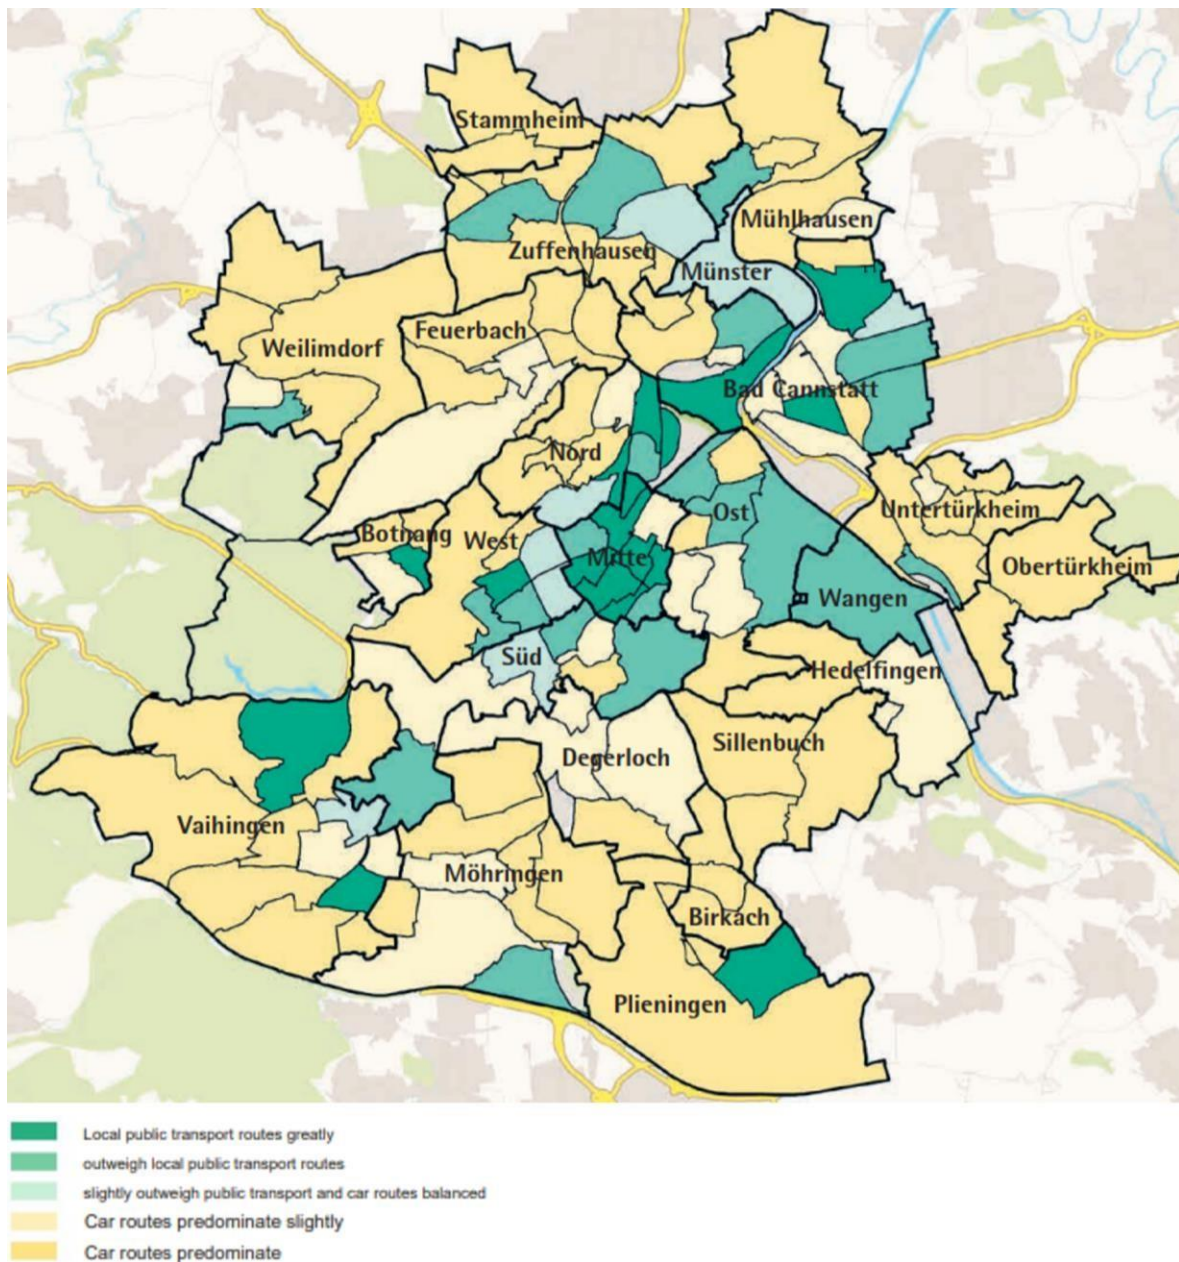 Stammheim
Mühlhausen
Zuffenhausen
Münster
Feuerbach
Weilimdorf
Bad Cannstatt
Nord
Untertürkheim
Ost
Botnang
West
Mitte
Obertürkheim
Wangen
Süd
Hedelfingen
Sillenbuch
Degerloch
Vaihingen
Möhringen
Birkach
Plieningen
Local public transport routes greatly
outweigh local public transport routes
slightly outweigh public transport and car routes balanced
Car routes predominate slightly
Car routes predominate